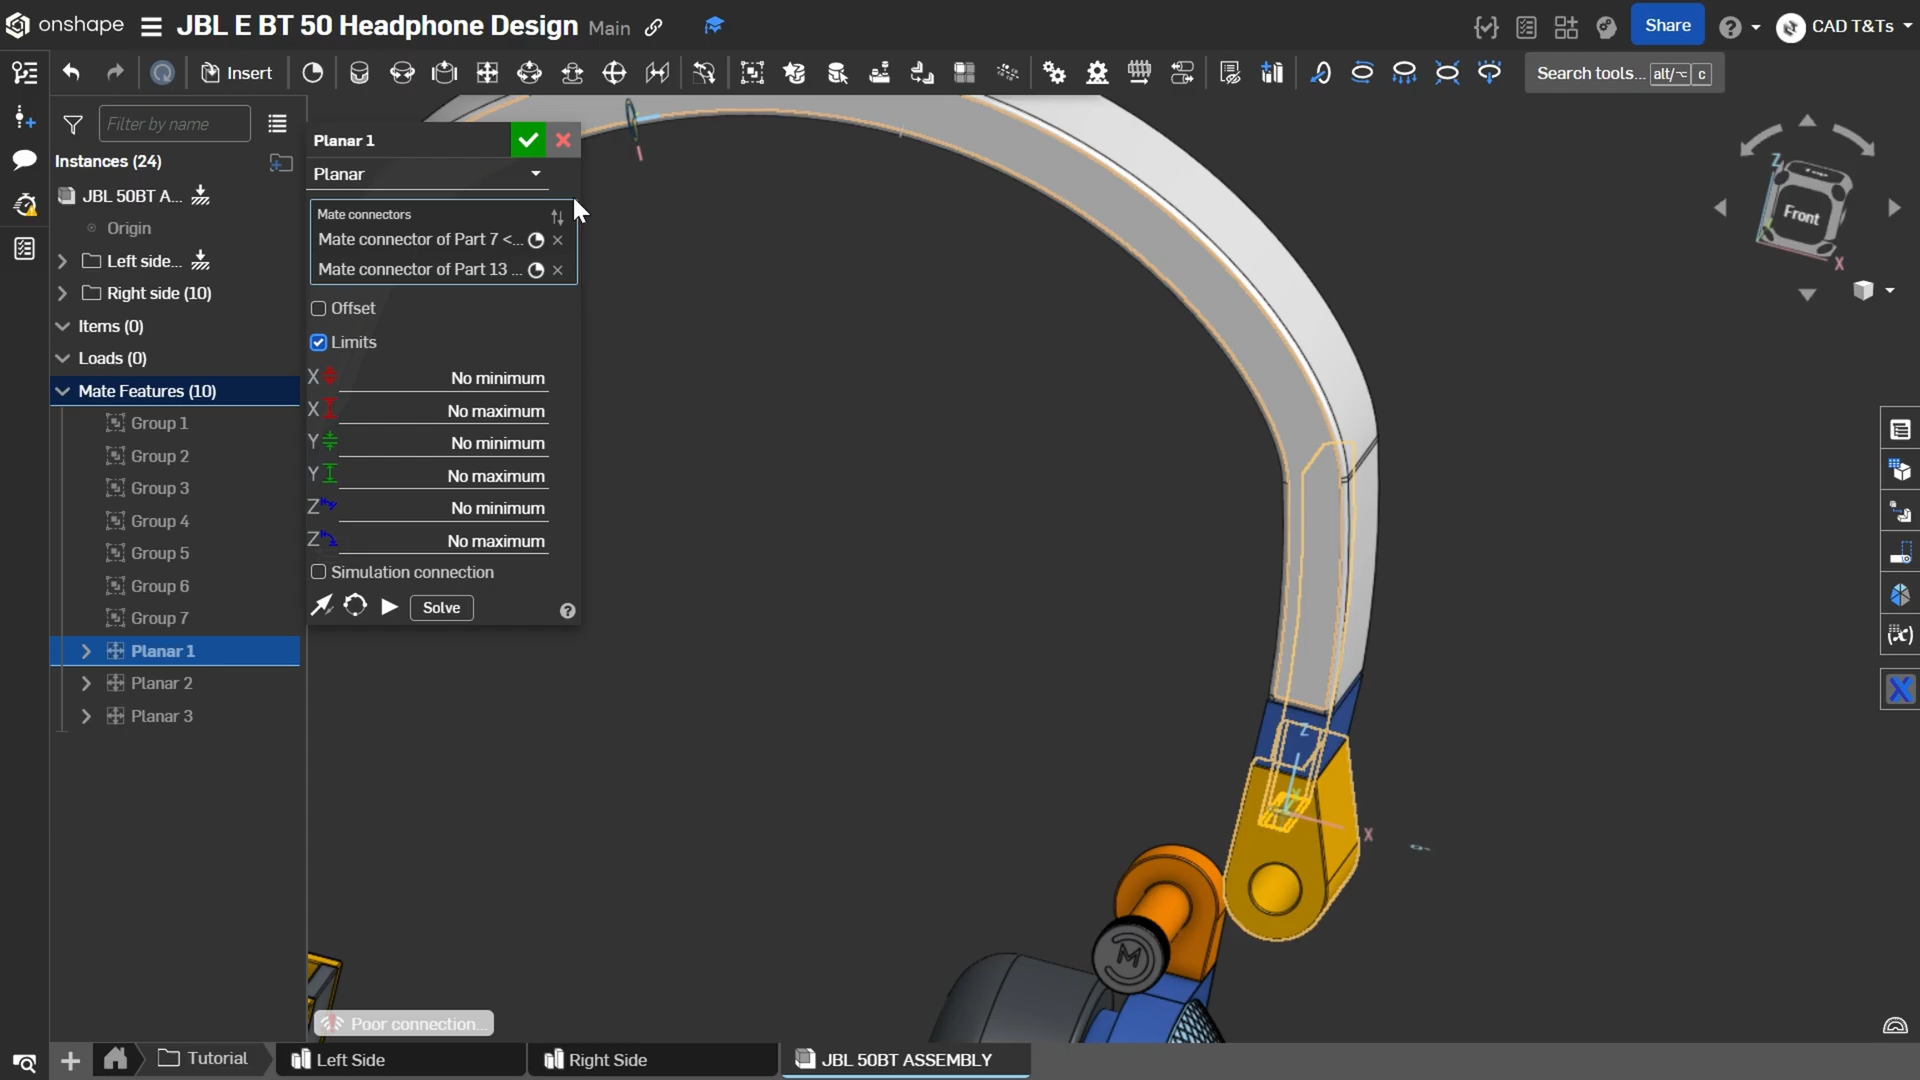 onshape JBL E BT 50 Headphone Design Main Share CAD T&Ts
Insert Search tools... alt/⌥ c
Filter by name
Instances (24)
JBL 50BT A...
Origin
Left side...
Right side (10)
Items (0)
Loads (0)
Mate Features (10)
Group 1
Group 2
Group 3
Group 4
Group 5
Group 6
Group 7
Planar 1
Planar 2
Planar 3
Planar 1
Planar
Mate connectors
Mate connector of Part 7 <...
Mate connector of Part 13 ...
Offset
Limits
X No minimum
X No maximum
Y No minimum
Y No maximum
Z No minimum
Z No maximum
Simulation connection
Solve
Z
Front
X
Z
X
M
Poor connection...
Tutorial Left Side Right Side JBL 50BT ASSEMBLY